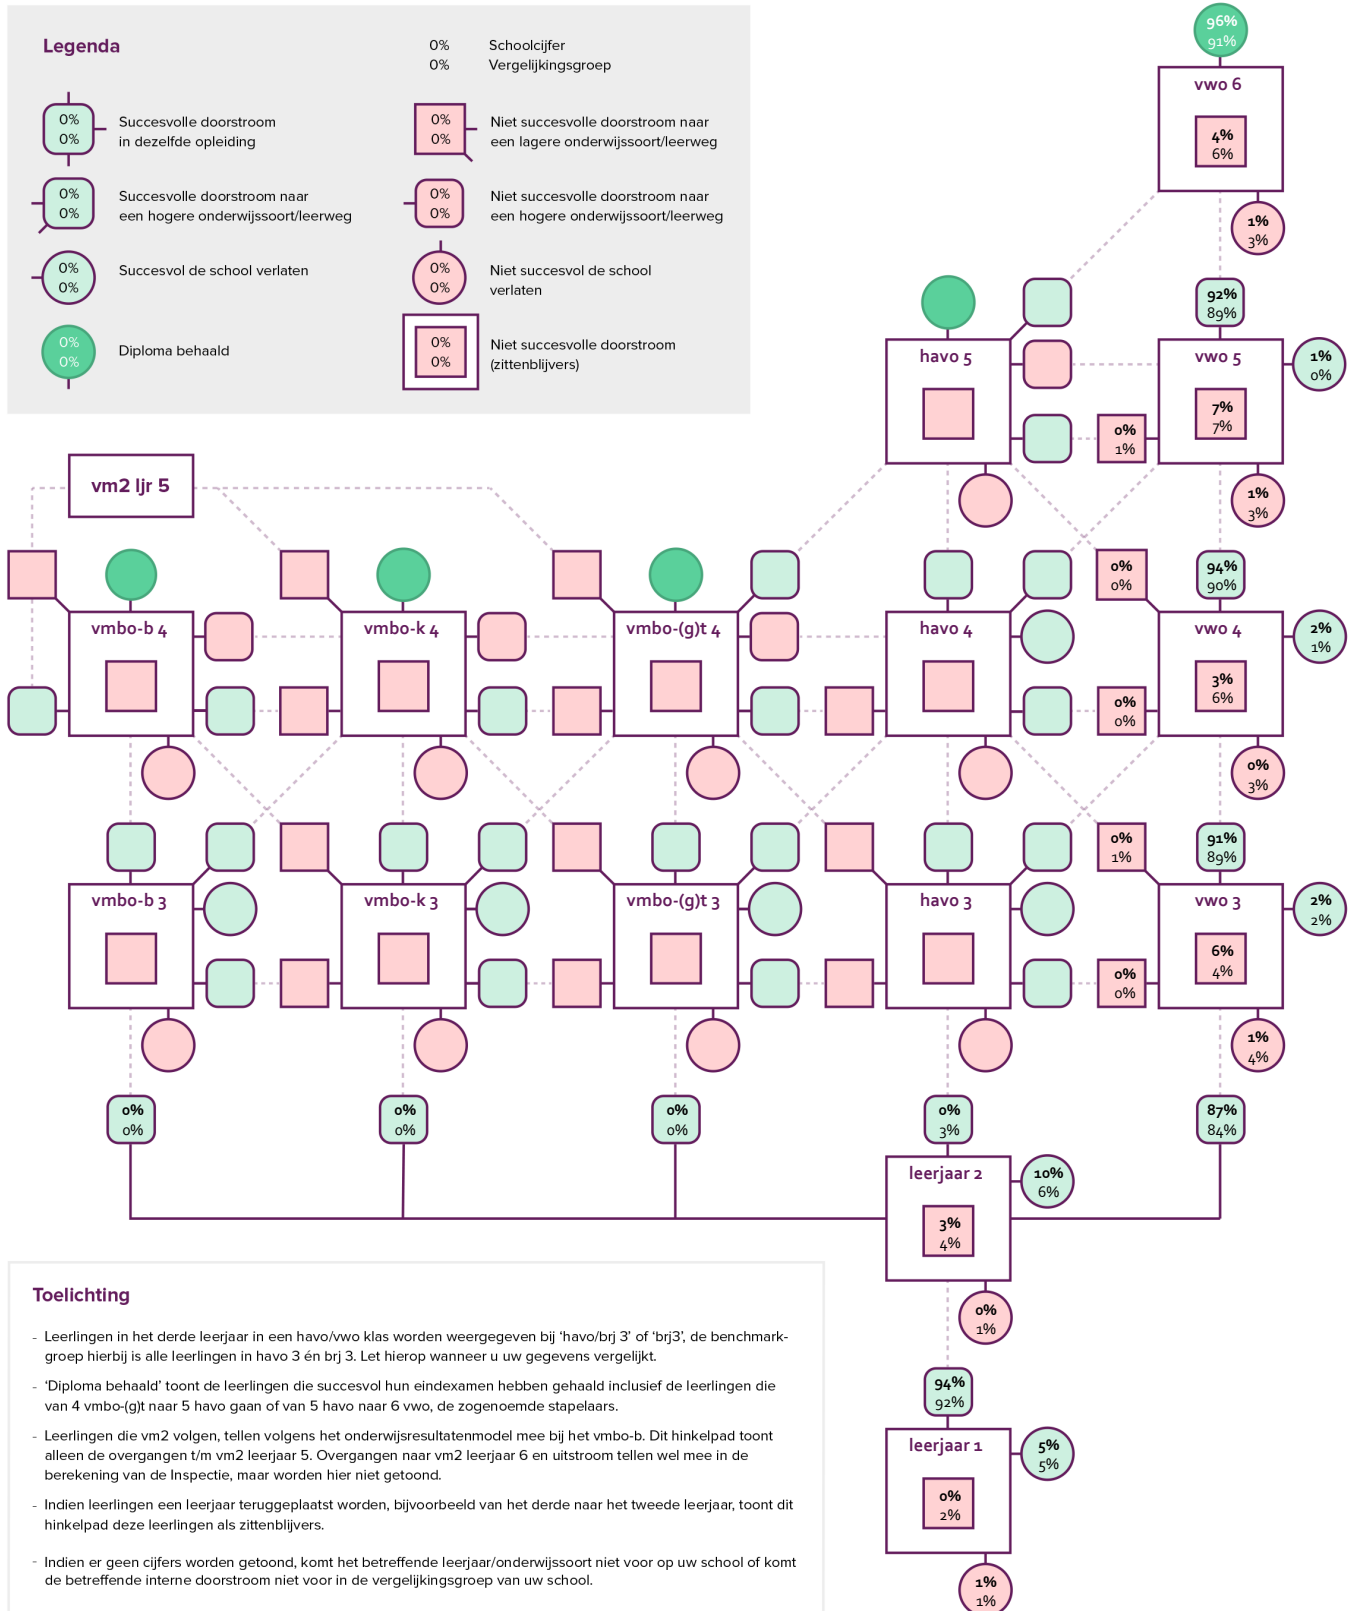 Legenda
0% Schoolcijfer
0% Vergelijkingsgroep
0%
0%
Succesvolle doorstroom
in dezelfde opleiding
0%
0%
Niet succesvolle doorstroom naar
een lagere onderwijssoort/leerweg
0%
0%
Succesvolle doorstroom naar
een hogere onderwijssoort/leerweg
0%
0%
Niet succesvolle doorstroom naar
een hogere onderwijssoort/leerweg
0%
0%
Succesvol de school verlaten
0%
0%
Niet succesvol de school
verlaten
0%
0%
Diploma behaald
0%
0%
Niet succesvolle doorstroom
(zittenblijvers)
96%
91%
vwo 6
4%
6%
1%
3%
92%
89%
havo 5
vwo 5
1%
0%
7%
7%
0%
1%
1%
3%
vm2 ljr 5
0%
0%
94%
90%
vmbo-b 4
vmbo-k 4
vmbo-(g)t 4
havo 4
vwo 4
2%
1%
3%
6%
0%
0%
0%
3%
0%
1%
91%
89%
vmbo-b 3
vmbo-k 3
vmbo-(g)t 3
havo 3
vwo 3
2%
2%
6%
4%
0%
0%
1%
4%
0%
0%
0%
0%
0%
0%
0%
3%
87%
84%
leerjaar 2
10%
6%
3%
4%
0%
1%
94%
92%
leerjaar 1
5%
5%
0%
2%
1%
1%
Toelichting
- Leerlingen in het derde leerjaar in een havo/vwo klas worden weergegeven bij ‘havo/brj 3’ of ‘brj3’, de benchmark-
groep hierbij is alle leerlingen in havo 3 én brj 3. Let hierop wanneer u uw gegevens vergelijkt.
- ‘Diploma behaald’ toont de leerlingen die succesvol hun eindexamen hebben gehaald inclusief de leerlingen die
van 4 vmbo-(g)t naar 5 havo gaan of van 5 havo naar 6 vwo, de zogenoemde stapelaars.
- Leerlingen die vm2 volgen, tellen volgens het onderwijsresultatenmodel mee bij het vmbo-b. Dit hinkelpad toont
alleen de overgangen t/m vm2 leerjaar 5. Overgangen naar vm2 leerjaar 6 en uitstroom tellen wel mee in de
berekening van de Inspectie, maar worden hier niet getoond.
- Indien leerlingen een leerjaar teruggeplaatst worden, bijvoorbeeld van het derde naar het tweede leerjaar, toont dit
hinkelpad deze leerlingen als zittenblijvers.
- Indien er geen cijfers worden getoond, komt het betreffende leerjaar/onderwijssoort niet voor op uw school of komt
de betreffende interne doorstroom niet voor in de vergelijkingsgroep van uw school.